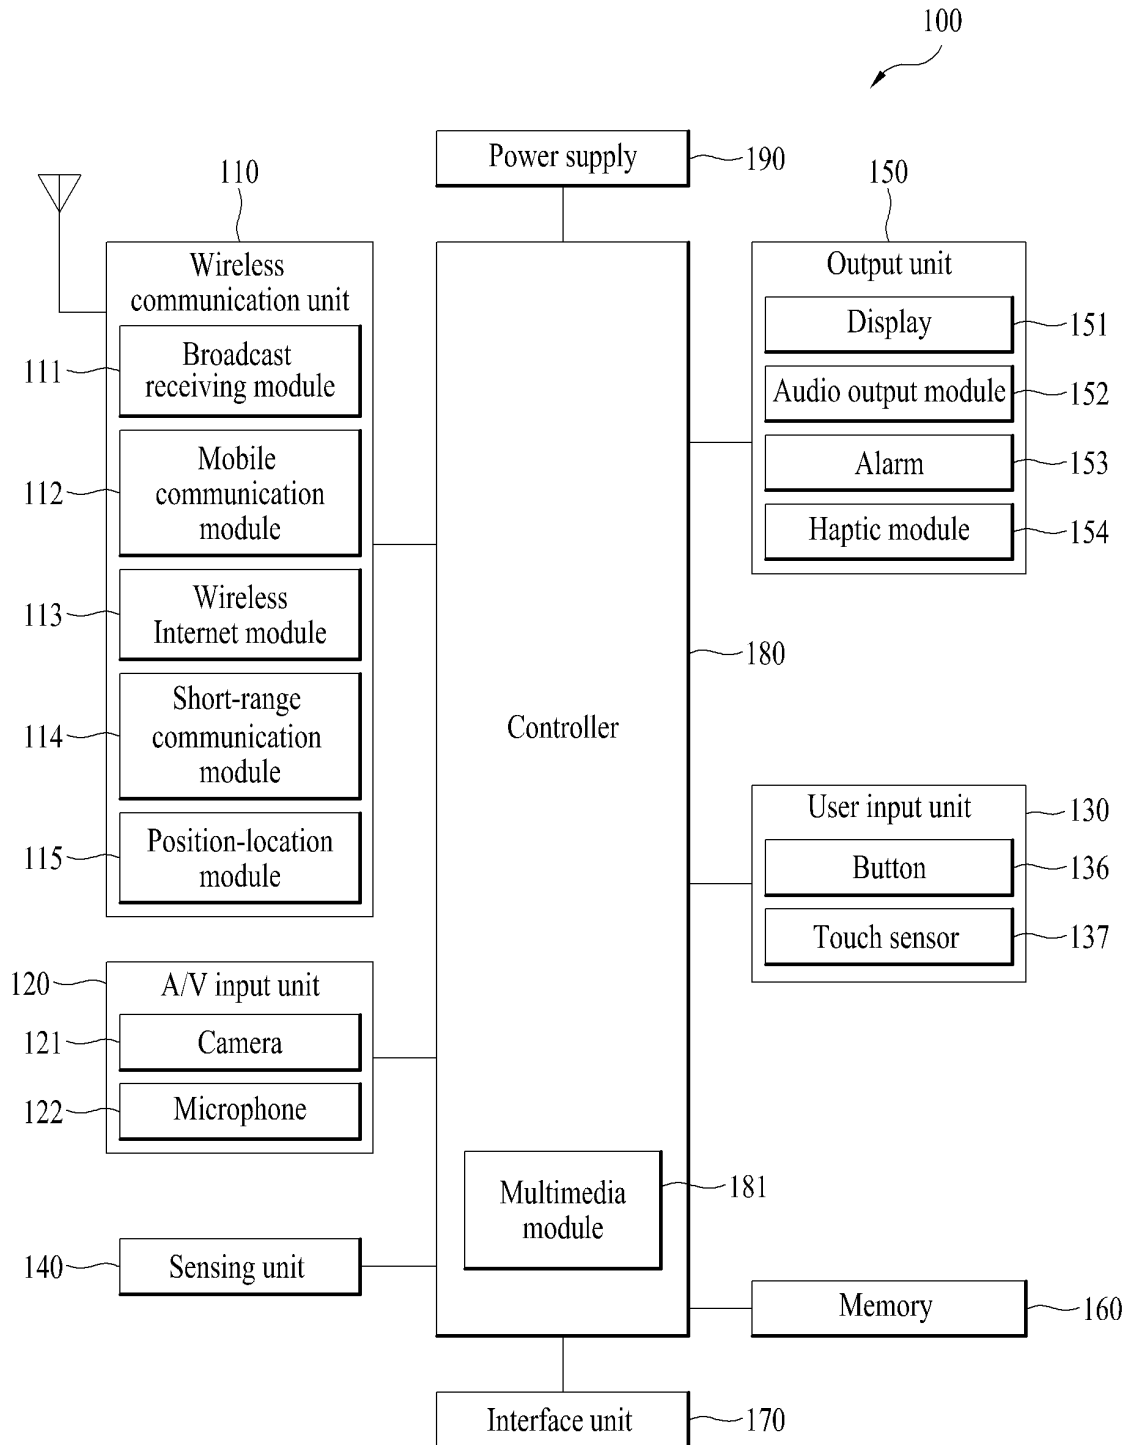 100
Power supply
190
110
Wireless
communication unit
111
Broadcast
receiving module
112
Mobile
communication
module
113
Wireless
Internet module
114
Short-range
communication
module
115
Position-location
module
120
A/V input unit
121
Camera
122
Microphone
140
Sensing unit
Controller
180
Multimedia
module
181
Interface unit
170
150
Output unit
Display
151
Audio output module
152
Alarm
153
Haptic module
154
User input unit
130
Button
136
Touch sensor
137
Memory
160